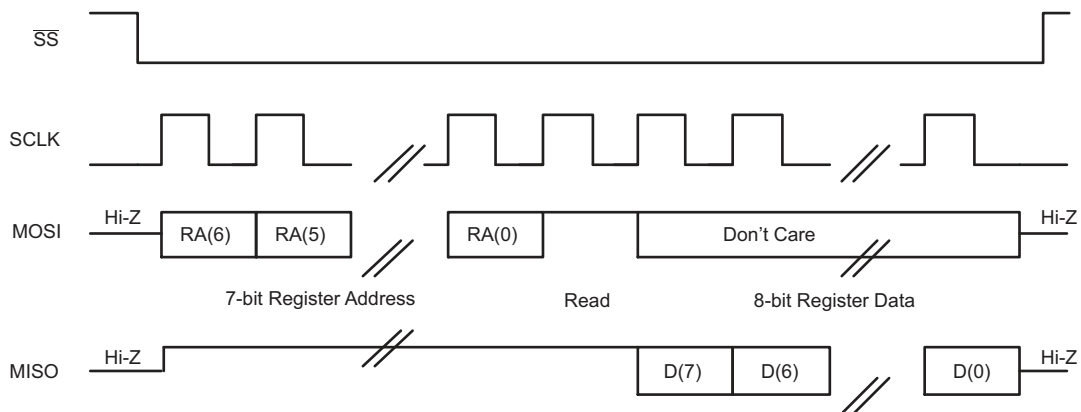 SS
SCLK
MOSI Hi-Z RA(6) RA(5) RA(0) Don't Care Hi-Z
7-bit Register Address Read 8-bit Register Data
MISO Hi-Z D(7) D(6) D(0) Hi-Z